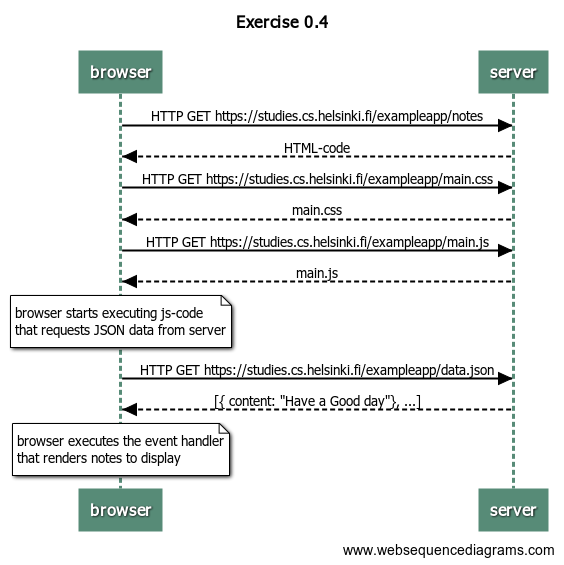 Exercise 0.4
browser server
HTTP GET https://studies.cs.helsinki.fi/exampleapp/notes
HTML-code
HTTP GET https://studies.cs.helsinki.fi/exampleapp/main.css
main.css
HTTP GET https://studies.cs.helsinki.fi/exampleapp/main.js
main.js
browser starts executing js-code
that requests JSON data from server
HTTP GET https://studies.cs.helsinki.fi/exampleapp/data.json
[{ content: "Have a Good day"}, ...]
browser executes the event handler
that renders notes to display
browser server
www.websequencediagrams.com